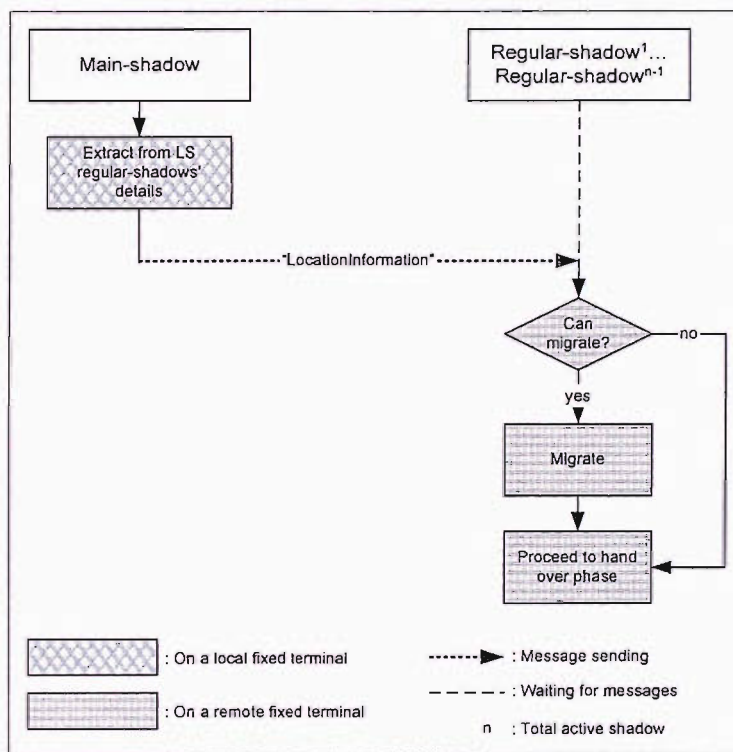 Main-shadow
Regular-shadow¹...
Regular-shadowⁿ⁻¹
Extract from LS
regular-shadows'
details
"LocationInformation"
Can
migrate?
no
yes
Migrate
Proceed to hand
over phase
: On a local fixed terminal
: On a remote fixed terminal
: Message sending
: Waiting for messages
n : Total active shadow